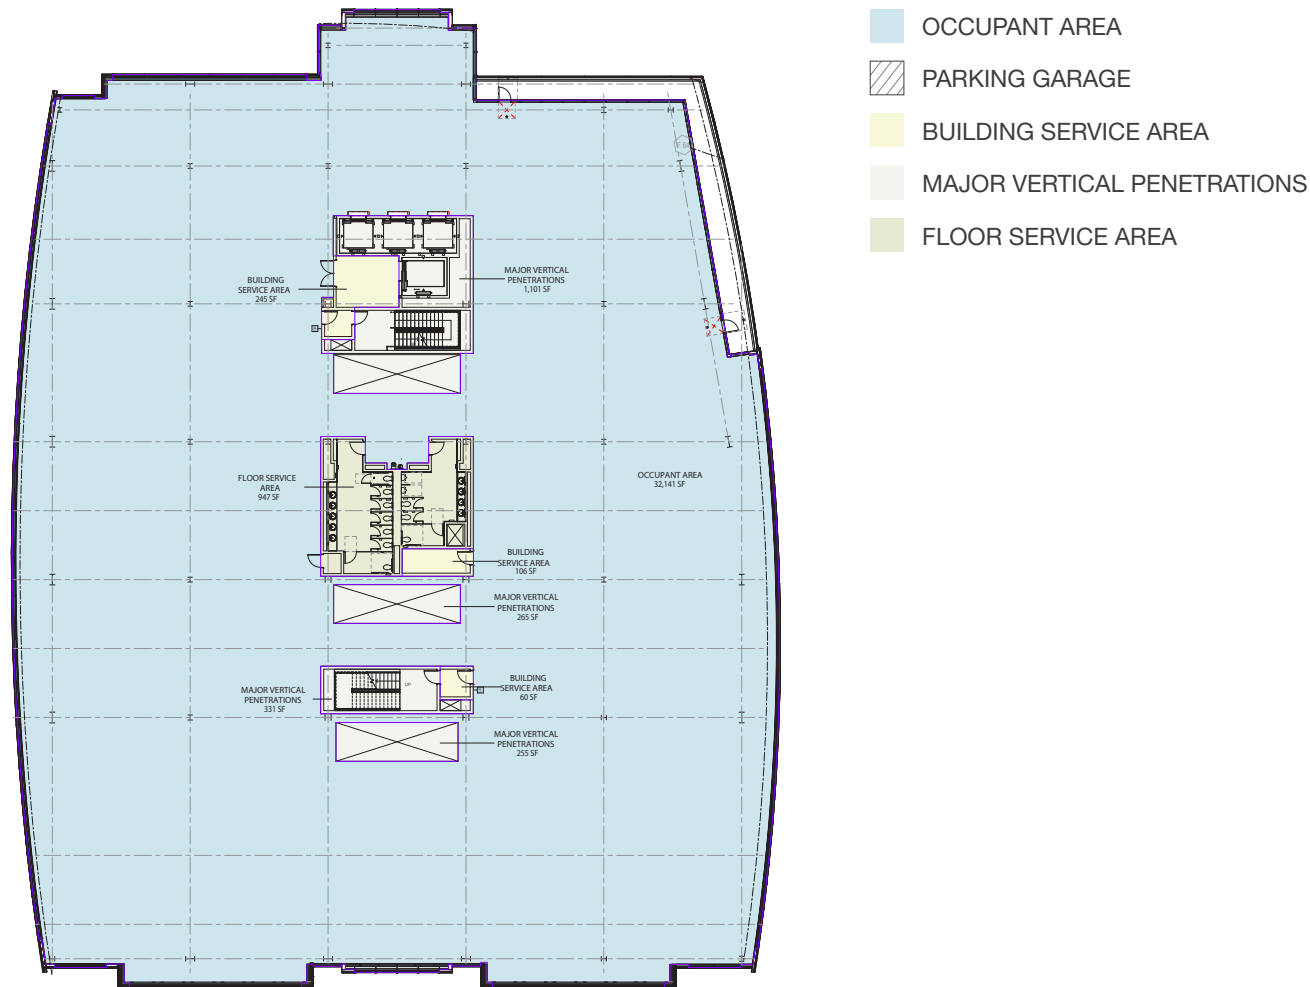 OCCUPANT AREA
PARKING GARAGE
BUILDING SERVICE AREA
MAJOR VERTICAL PENETRATIONS
FLOOR SERVICE AREA
MAJOR VERTICAL
PENETRATIONS
1,101 SF
BUILDING
SERVICE AREA
245 SF
FLOOR SERVICE
AREA
947 SF
OCCUPANT AREA
32,141 SF
BUILDING
SERVICE AREA
106 SF
MAJOR VERTICAL
PENETRATIONS
265 SF
BUILDING
SERVICE AREA
60 SF
UP
MAJOR VERTICAL
PENETRATIONS
331 SF
MAJOR VERTICAL
PENETRATIONS
255 SF